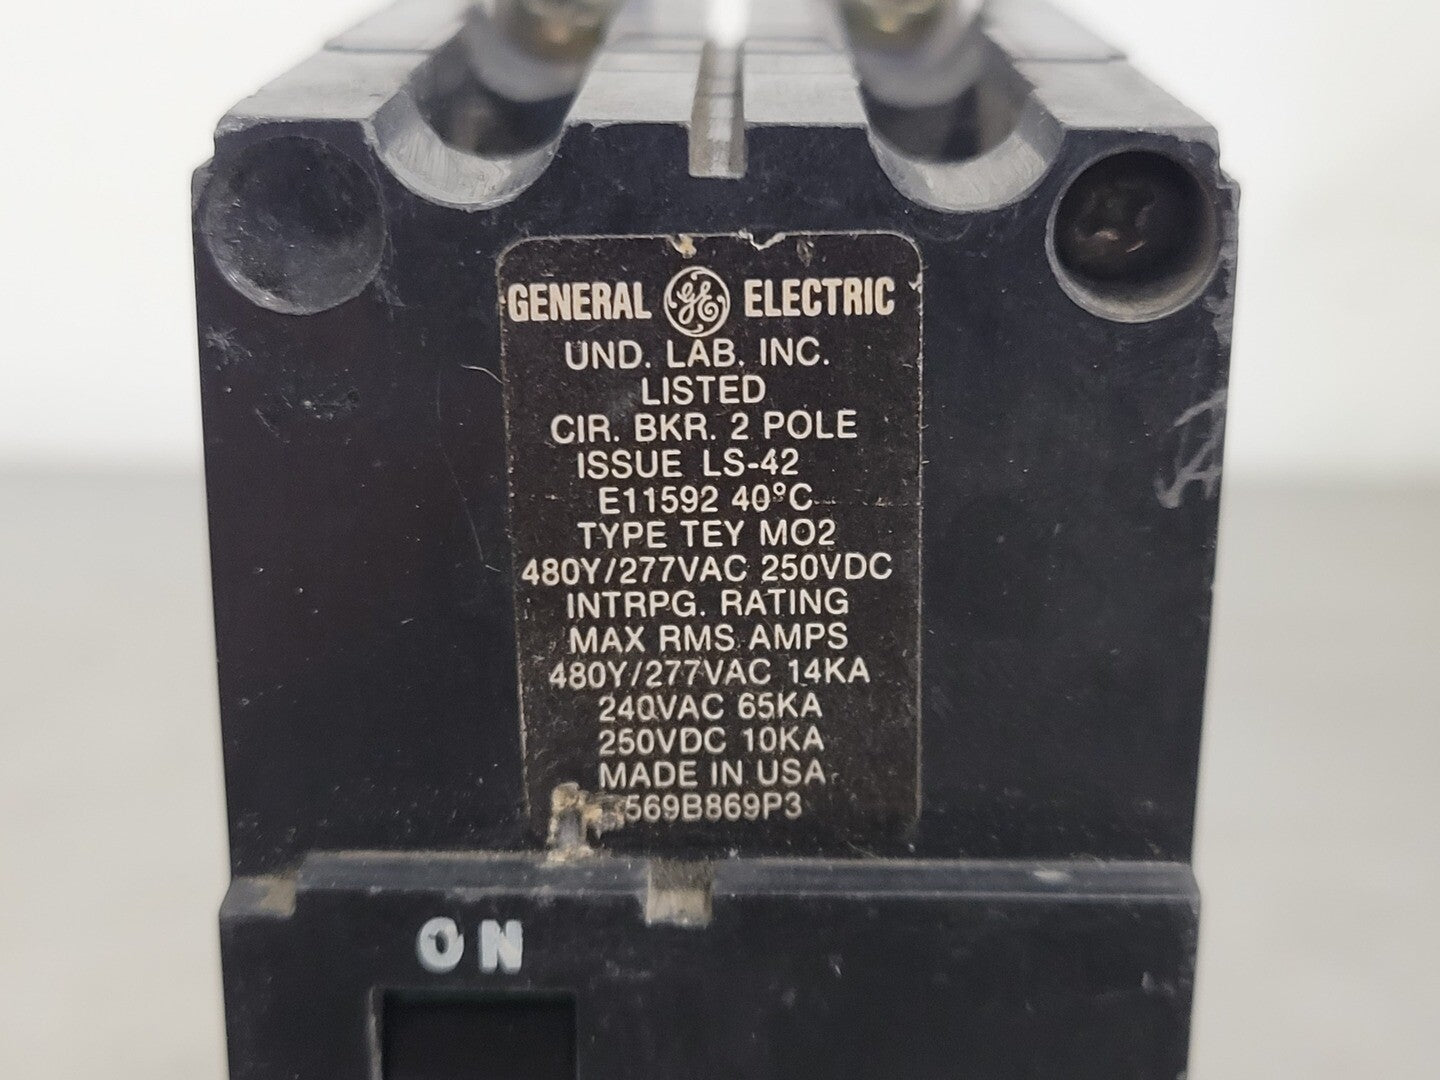 GENERAL GE ELECTRIC
UND. LAB. INC.
LISTED
CIR. BKR. 2 POLE
ISSUE LS-42
E11592 40°C
TYPE TEY MO2
480Y/277VAC 250VDC
INTRPG. RATING
MAX RMS AMPS
480Y/277VAC 14KA
240VAC 65KA
250VDC 10KA
MADE IN USA
569B869P3
ON